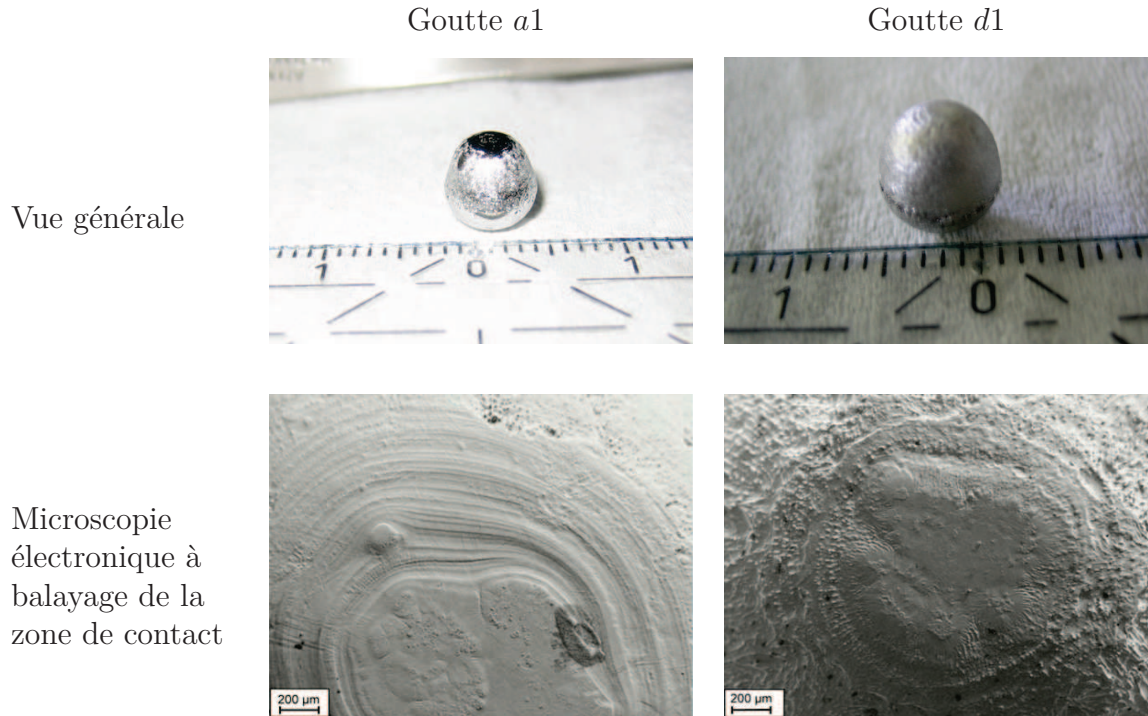 Goutte a1
Goutte d1
Vue générale
1 0 1
1 0
Microscopie
électronique à
balayage de la
zone de contact
200 µm
200 µm